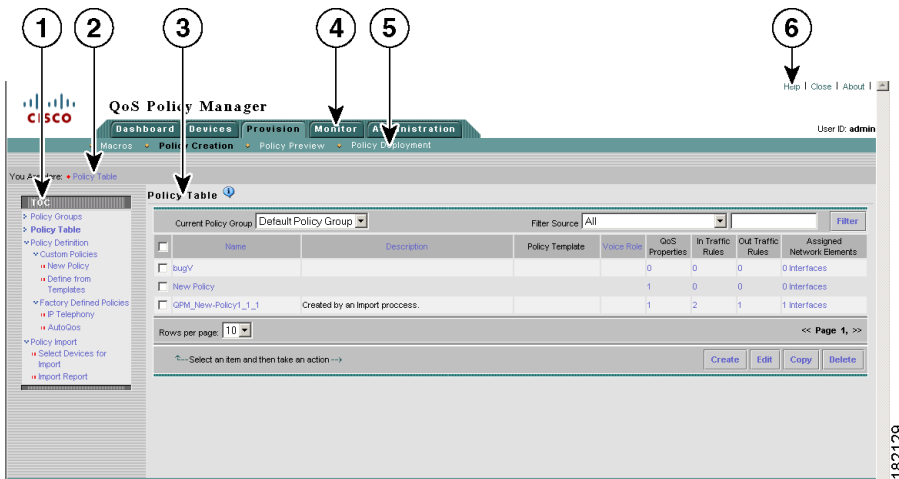 1 2 3 4 5 6
Help | Close | About |
CISCO
QoS Policy Manager
Dashboard Devices Provision Monitor Administration
User ID: admin
Macros Policy Creation Policy Preview Policy Deployment
You Are Here: Policy Table
TOC
Policy Groups
Policy Table
Policy Definition
Custom Policies
New Policy
Define from
Templates
Factory Defined Policies
IP Telephony
AutoQos
Policy Import
Select Devices for
Import
Import Report
Policy Table
Current Policy Group Default Policy Group Filter Source All Filter
Name Description Policy Template Voice Role QoS Properties In Traffic Rules Out Traffic Rules Assigned Network Elements
bugV 0 0 0 0 Interfaces
New Policy 1 0 0 0 Interfaces
QPM_New-Policy1_1_1 Created by an Import proccess. 1 2 1 1 Interfaces
Rows per page: 10 << Page 1, >>
<--Select an item and then take an action --> Create Edit Copy Delete
182129